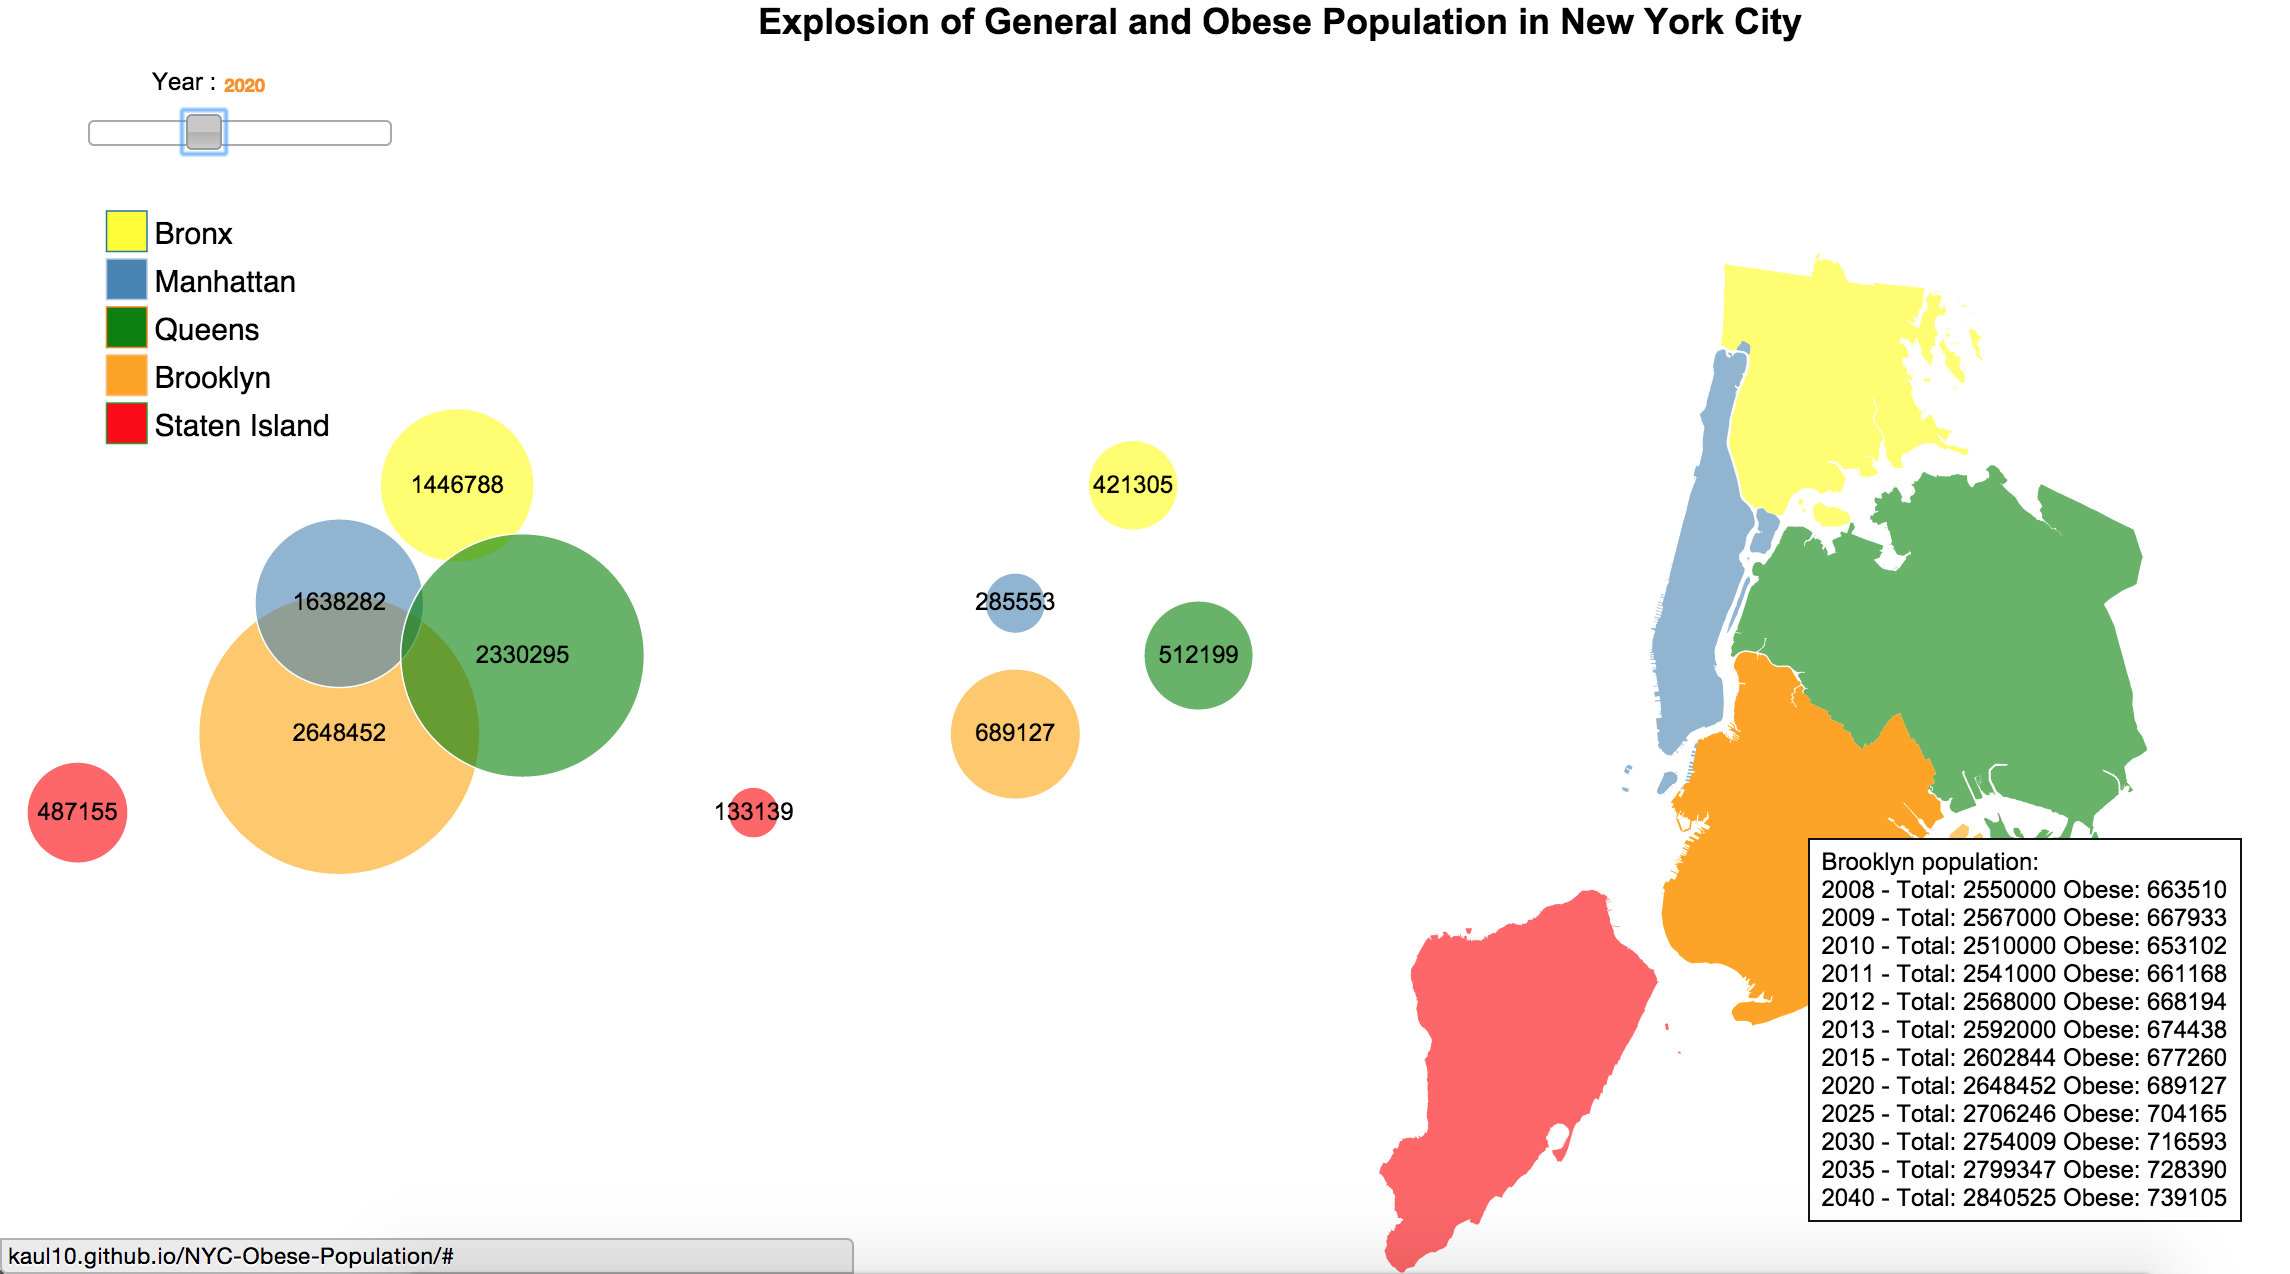 Explosion of General and Obese Population in New York City
Year : 2020
Bronx
Manhattan
Queens
Brooklyn
Staten Island
1446788
421305
1638282
285553
2330295
512199
2648452
689127
487155
133139
Brooklyn population:
2008 - Total: 2550000 Obese: 663510
2009 - Total: 2567000 Obese: 667933
2010 - Total: 2510000 Obese: 653102
2011 - Total: 2541000 Obese: 661168
2012 - Total: 2568000 Obese: 668194
2013 - Total: 2592000 Obese: 674438
2015 - Total: 2602844 Obese: 677260
2020 - Total: 2648452 Obese: 689127
2025 - Total: 2706246 Obese: 704165
2030 - Total: 2754009 Obese: 716593
2035 - Total: 2799347 Obese: 728390
2040 - Total: 2840525 Obese: 739105
kaul10.github.io/NYC-Obese-Population/#